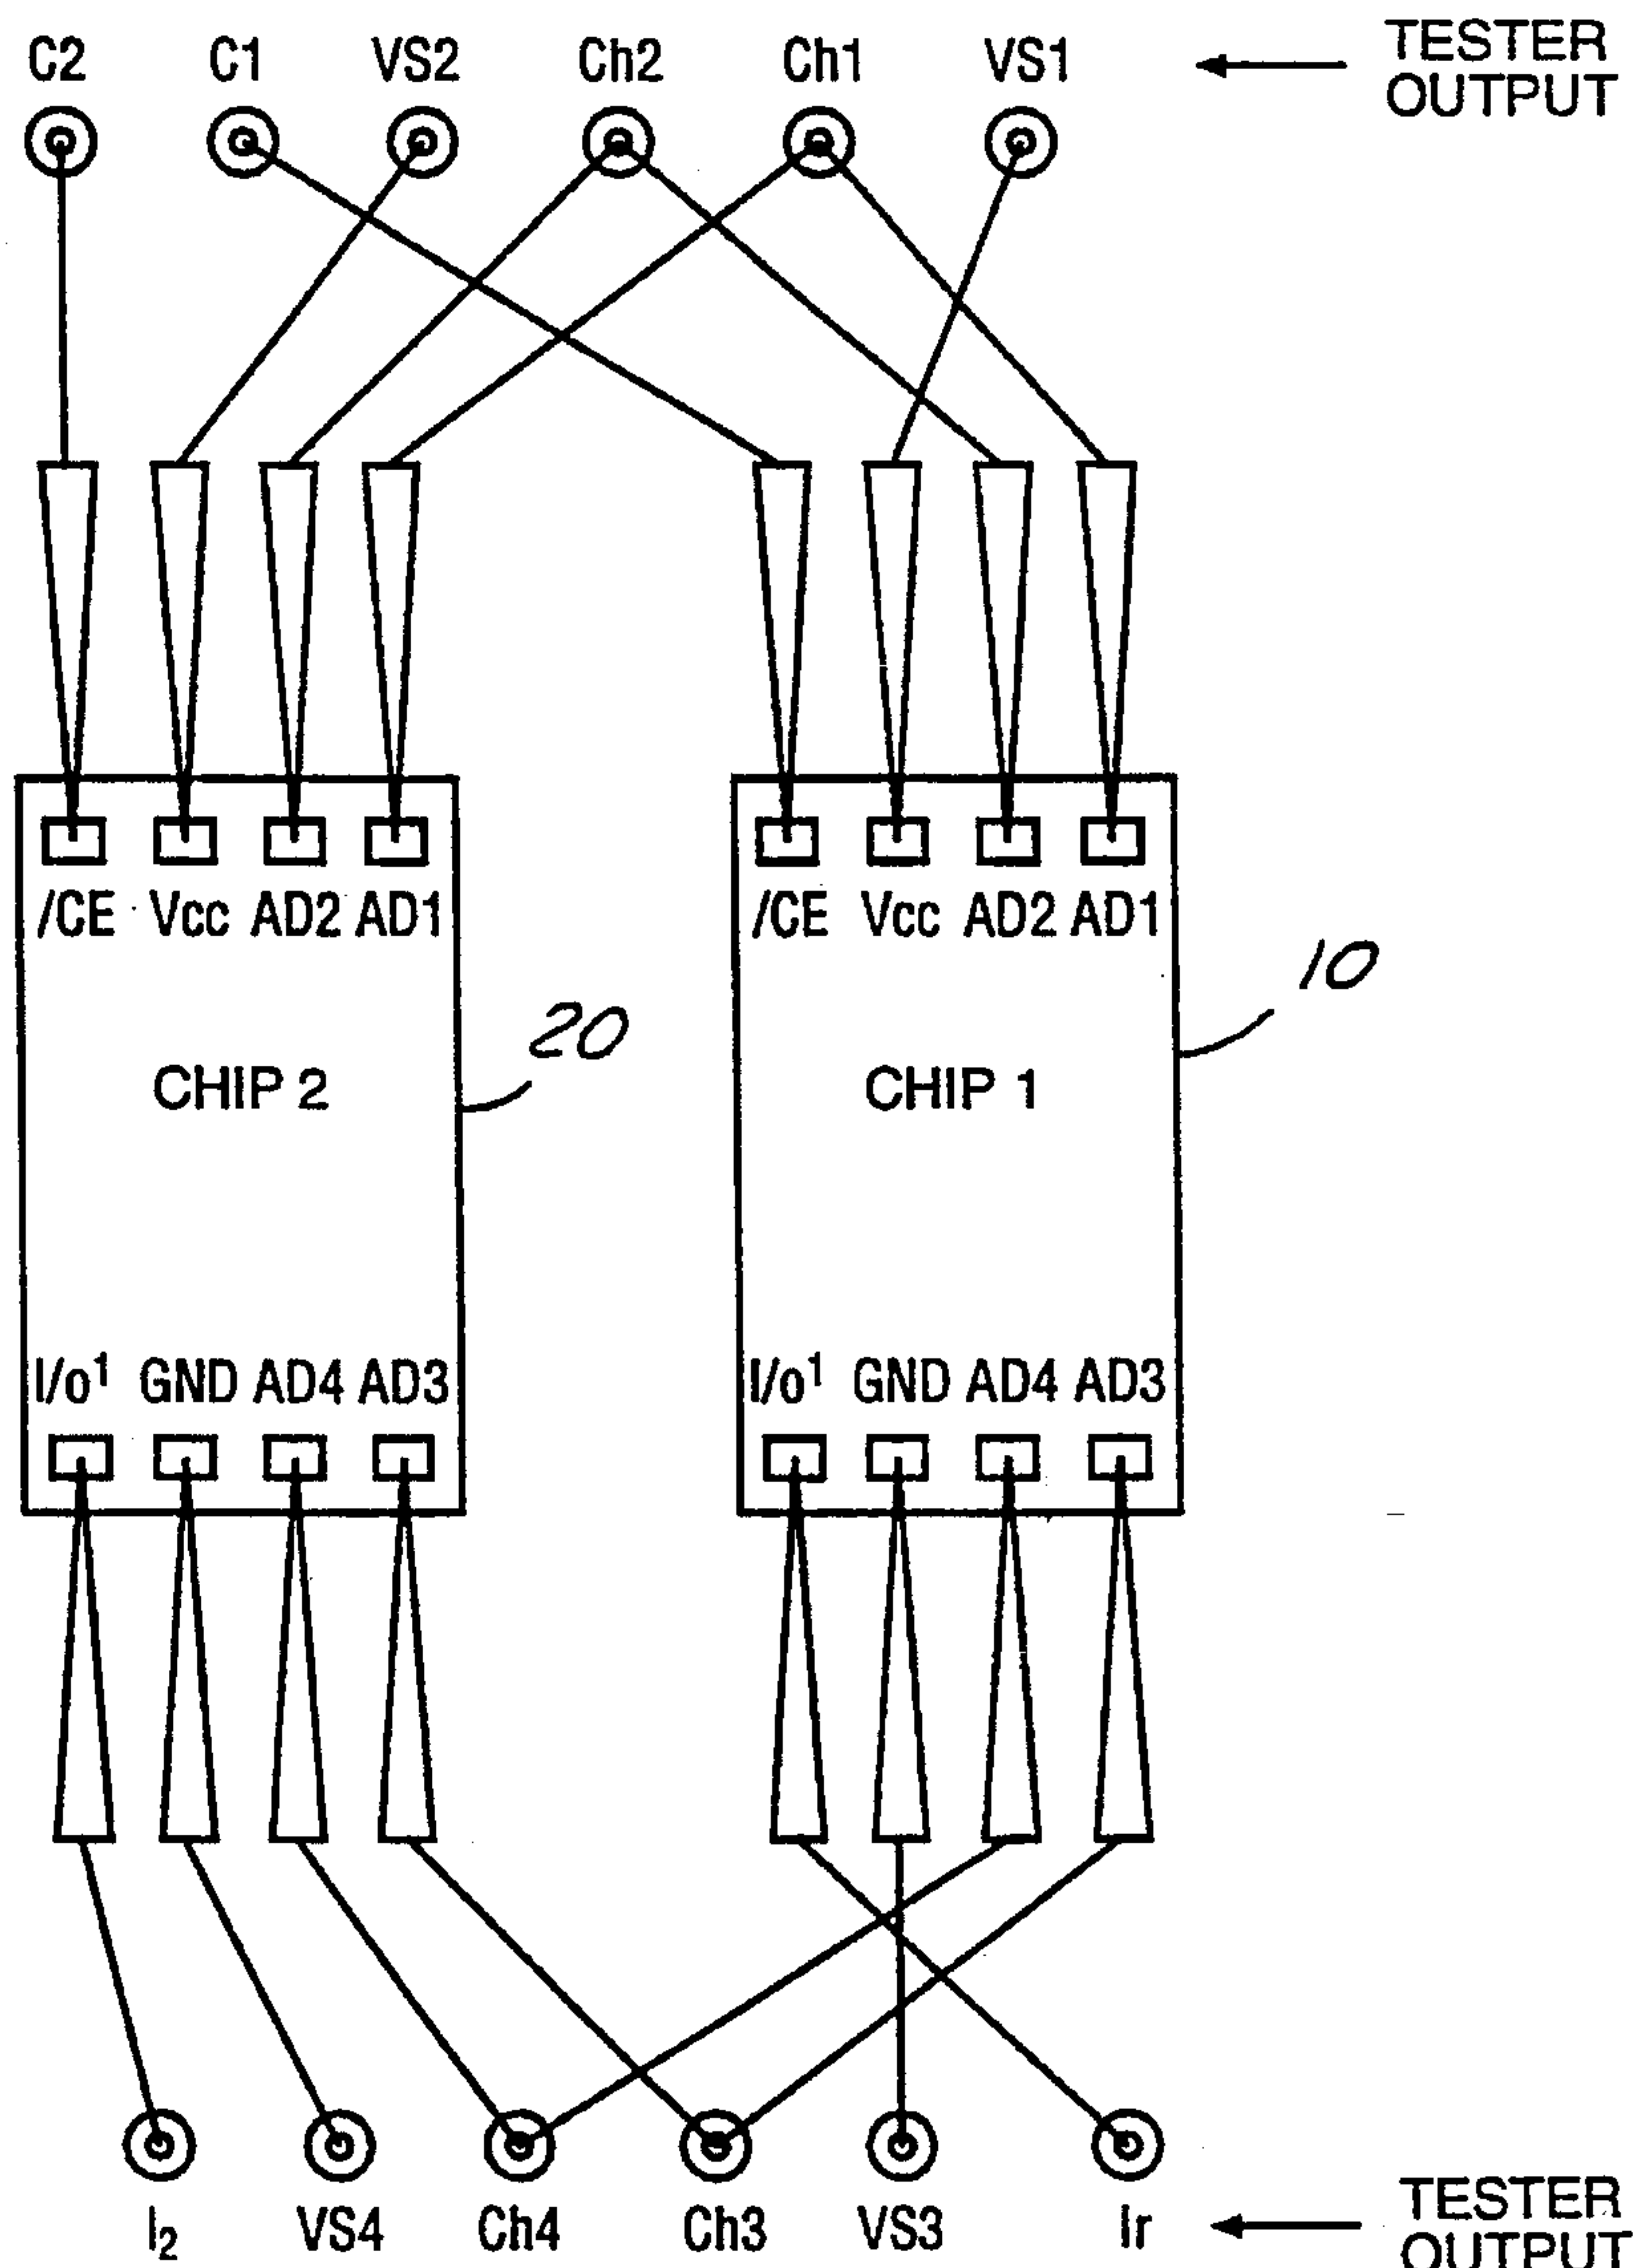 C2 C1 VS2 Ch2 Ch1 VS1 TESTER
OUTPUT
/CE Vcc AD2 AD1 /CE Vcc AD2 AD1
10
20
CHIP 2 CHIP 1
I/o¹ GND AD4 AD3 I/o¹ GND AD4 AD3
I₂ VS4 Ch4 Ch3 VS3 Ir TESTER
OUTPUT